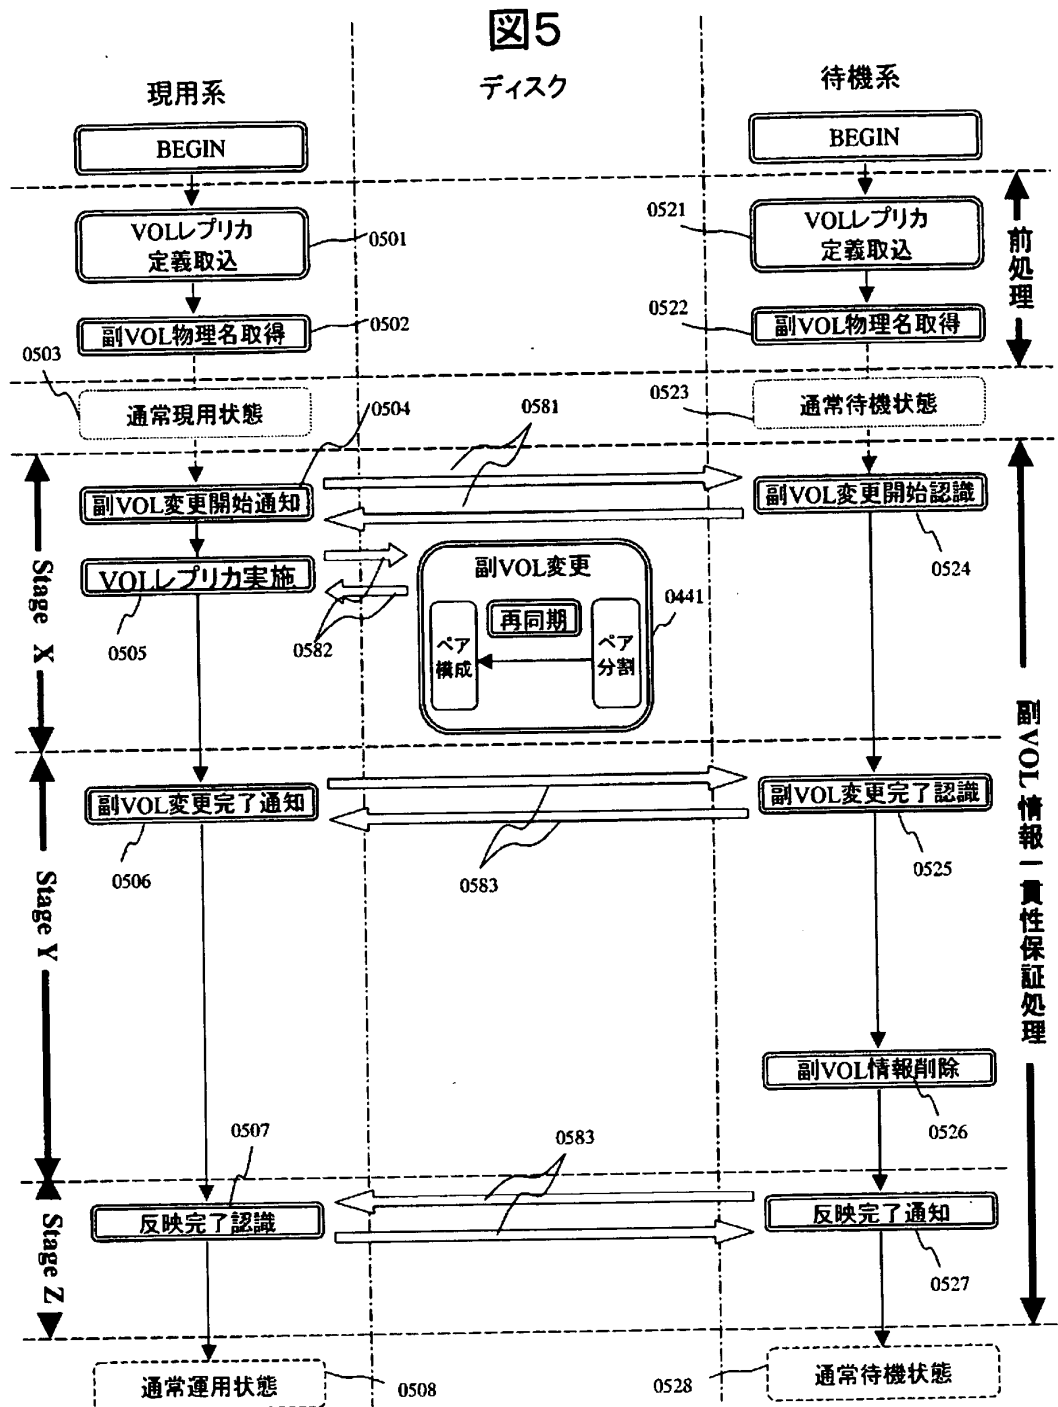 図5
現用系
ディスク
待機系
BEGIN
BEGIN
VOLレプリカ
定義取込
0501
0521
VOLレプリカ
定義取込
前処理
副VOL物理名取得
0502
0522
副VOL物理名取得
0503
通常現用状態
0504
0581
0523
通常待機状態
Stage X
副VOL変更開始通知
副VOL変更開始認識
0524
VOLレプリカ実施
0505
0582
副VOL変更
再同期
ペア
構成
ペア
分割
0441
副VOL情報一貫性保証処理
Stage Y
副VOL変更完了通知
0506
0583
副VOL変更完了認識
0525
副VOL情報削除
0526
0507
0583
Stage Z
反映完了認識
反映完了通知
0527
通常運用状態
0508
0528
通常待機状態